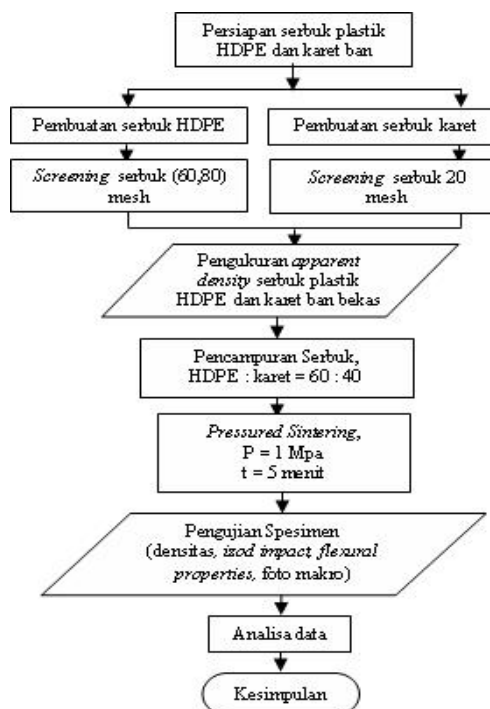 Persiapan serbuk plastik
HDPE dan karet ban
Pembuatan serbuk HDPE
Pembuatan serbuk karet
Screening serbuk (60,80)
mesh
Screening serbuk 20
mesh
Pengukuran apparent
density serbuk plastik
HDPE dan karet ban bekas
Pencampuran Serbuk,
HDPE : karet = 60 : 40
Pressured Sintering,
P = 1 Mpa
t = 5 menit
Pengujian Spesimen
(densitas, izod impact, flexural
properties, foto makro)
Analisa data
Kesimpulan